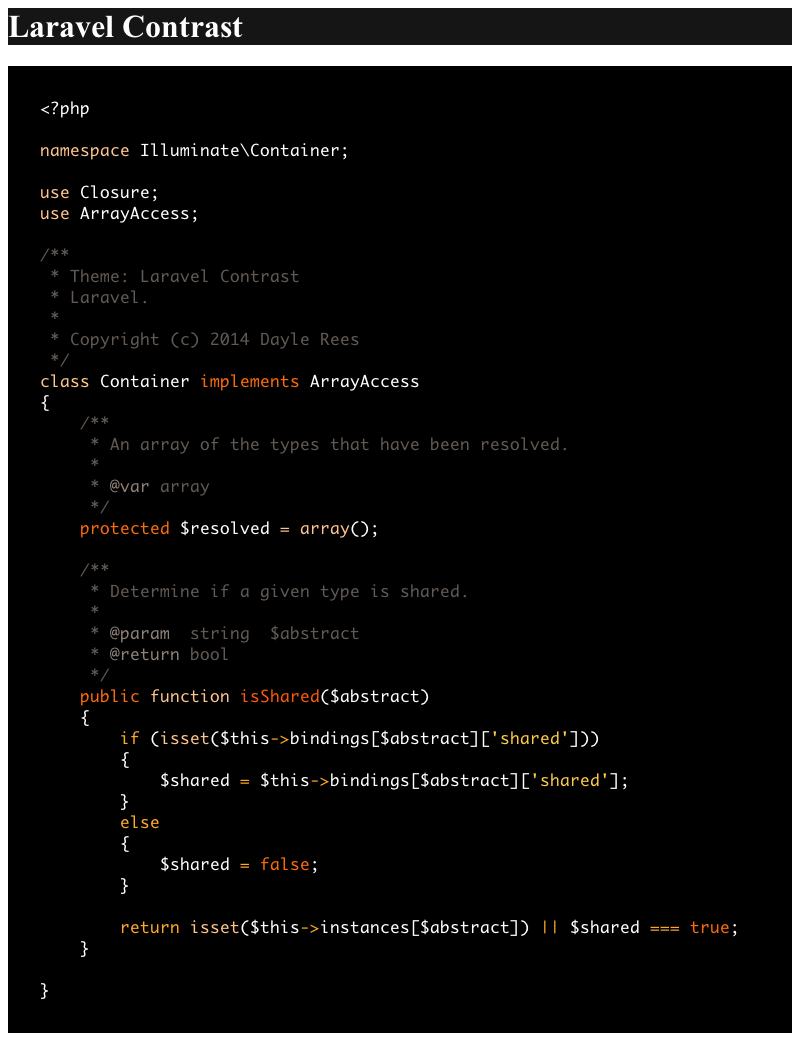 Laravel Contrast
<?php
namespace Illuminate\Container;
use Closure;
use ArrayAccess;
/**
 * Theme: Laravel Contrast
 * Laravel.
 *
 * Copyright (c) 2014 Dayle Rees
 */
class Container implements ArrayAccess
{
    /**
     * An array of the types that have been resolved.
     *
     * @var array
     */
    protected $resolved = array();
    /**
     * Determine if a given type is shared.
     *
     * @param  string  $abstract
     * @return bool
     */
    public function isShared($abstract)
    {
        if (isset($this->bindings[$abstract]['shared']))
        {
            $shared = $this->bindings[$abstract]['shared'];
        }
        else
        {
            $shared = false;
        }
        return isset($this->instances[$abstract]) || $shared === true;
    }
}